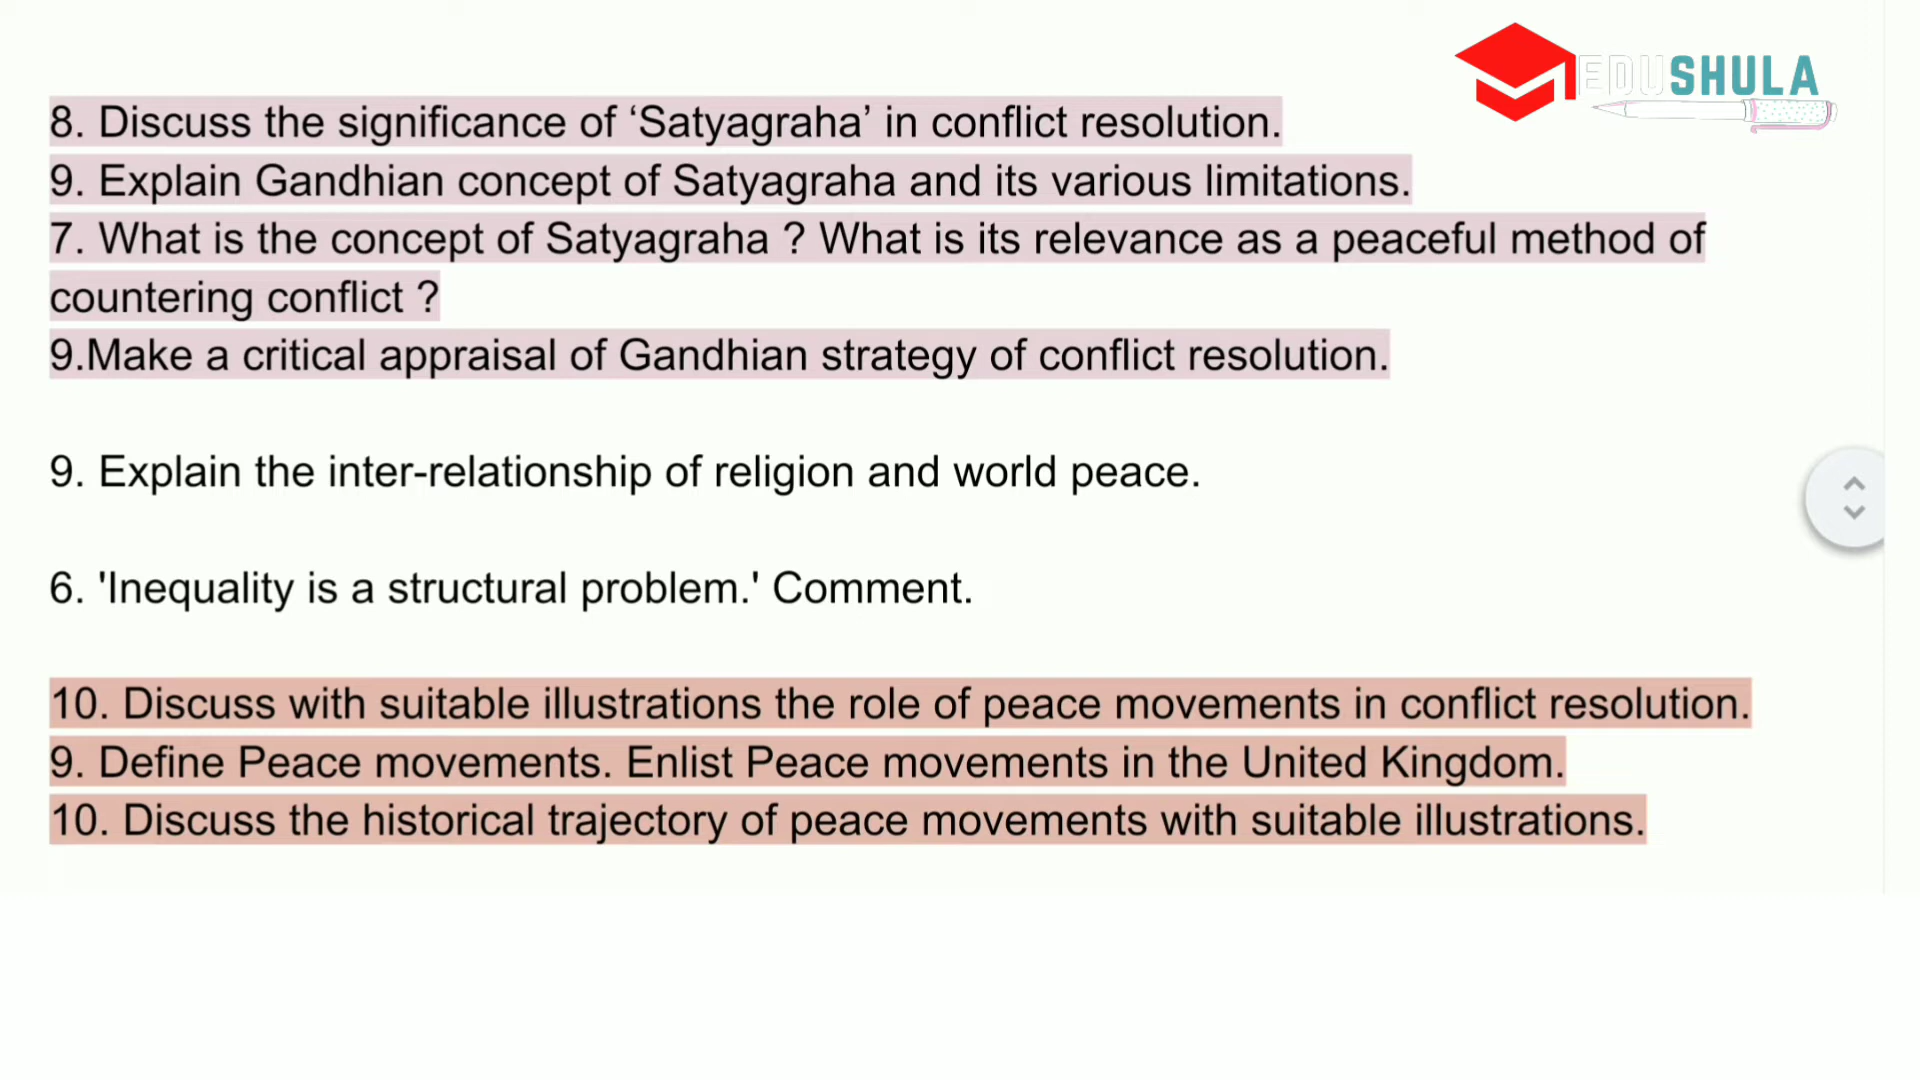 EDUSHULA
8. Discuss the significance of ‘Satyagraha’ in conflict resolution.
9. Explain Gandhian concept of Satyagraha and its various limitations.
7. What is the concept of Satyagraha ? What is its relevance as a peaceful method of
countering conflict ?
9.Make a critical appraisal of Gandhian strategy of conflict resolution.
9. Explain the inter-relationship of religion and world peace.
6. 'Inequality is a structural problem.' Comment.
10. Discuss with suitable illustrations the role of peace movements in conflict resolution.
9. Define Peace movements. Enlist Peace movements in the United Kingdom.
10. Discuss the historical trajectory of peace movements with suitable illustrations.